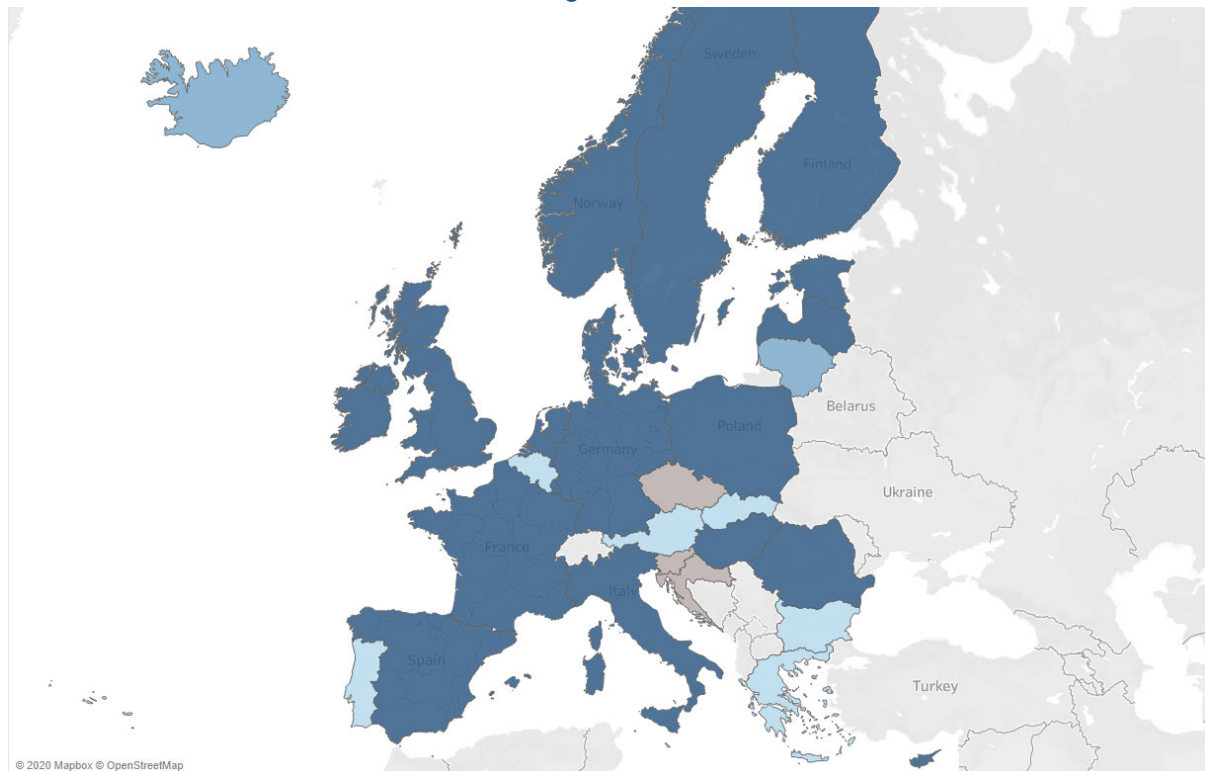 Sweden
Finland
Norway
Belarus
Poland
Germany
Ukraine
France
Italy
Spain
Turkey
© 2020 Mapbox © OpenStreetMap